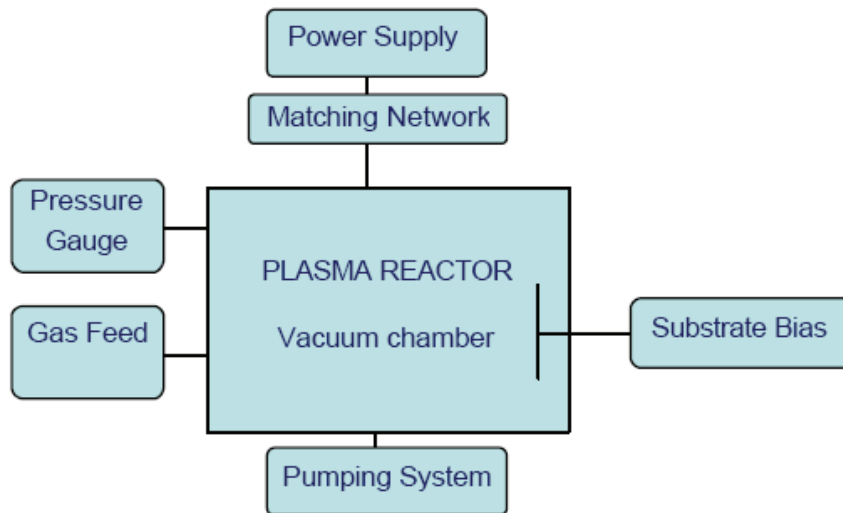 Power Supply
Matching Network
Pressure
Gauge
PLASMA REACTOR
Gas Feed
Vacuum chamber
Substrate Bias
Pumping System